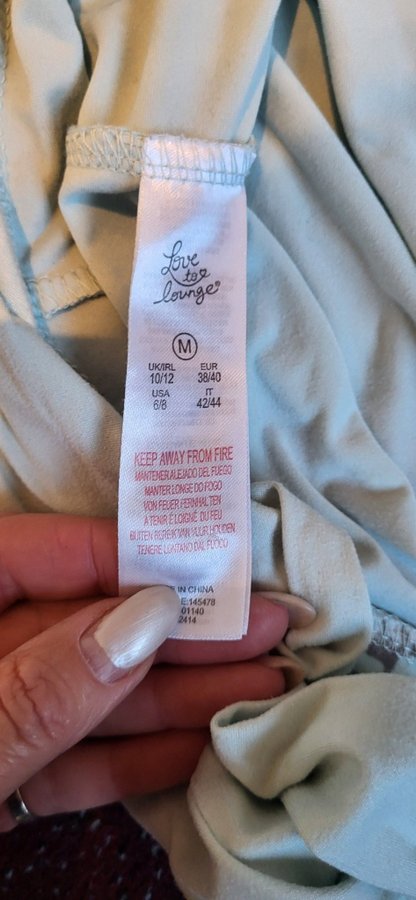 Love
to
lounge®
M
UK/IRL EUR
10/12 38/40
USA IT
6/8 42/44
KEEP AWAY FROM FIRE
MANTENER ALEJADO DEL FUEGO
MANTER LONGE DO FOGO
VON FEUER FERNHALTEN
À TENIR ÉLOIGNÉ DU FEU
BUITEN BEREIK VAN VUUR HOUDEN
TENERE LONTANO DAL FUOCO
IN CHINA
E:145478
01140
2414